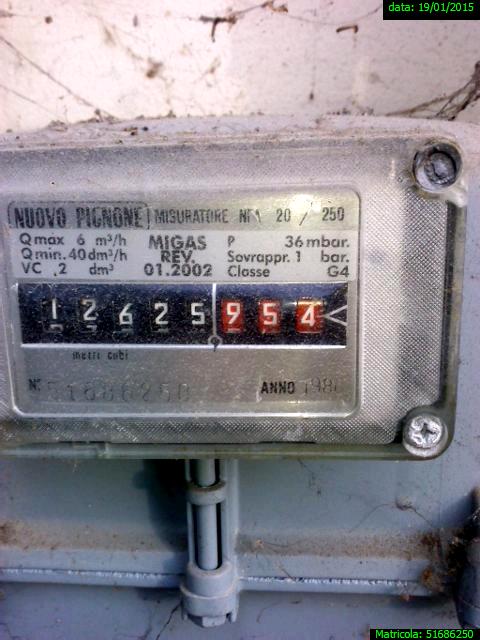 data: 19/01/2015
NUOVO PIGNONE MISURATORE NFA 20 / 250
Qmax 6 m³/h MIGAS P 36 mbar.
Qmin. 40 dm³/h REV. Sovrappr. 1 bar.
VC ,2 dm³ 01.2002 Classe G4
1 2 6 2 5 9 5 4
metri cubi
N° 51686250 ANNO
Matricola: 51686250